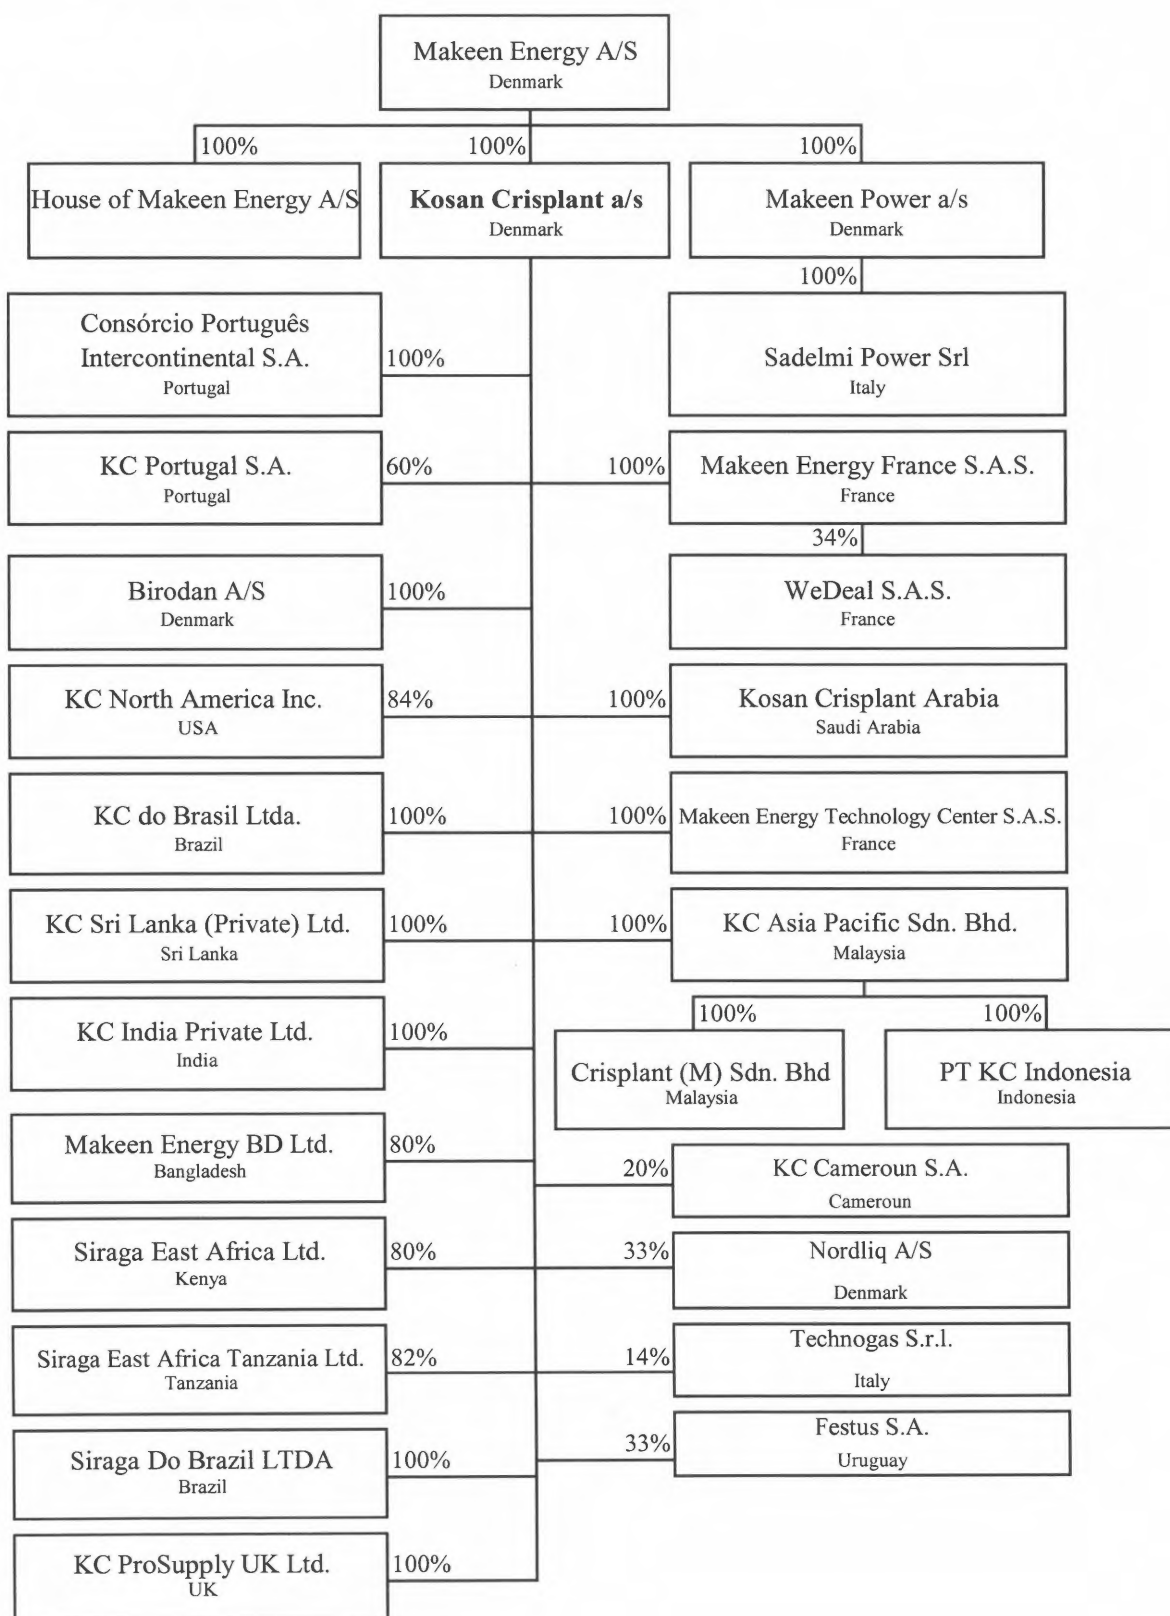 Makeen Energy A/S
Denmark
100%
100%
100%
House of Makeen Energy A/S
Kosan Crisplant a/s
Denmark
Makeen Power a/s
Denmark
100%
Consórcio Português
Intercontinental S.A.
Portugal
100%
Sadelmi Power Srl
Italy
KC Portugal S.A.
Portugal
60%
100%
Makeen Energy France S.A.S.
France
34%
Birodan A/S
Denmark
100%
WeDeal S.A.S.
France
KC North America Inc.
USA
84%
100%
Kosan Crisplant Arabia
Saudi Arabia
KC do Brasil Ltda.
Brazil
100%
100%
Makeen Energy Technology Center S.A.S.
France
KC Sri Lanka (Private) Ltd.
Sri Lanka
100%
100%
KC Asia Pacific Sdn. Bhd.
Malaysia
100%
100%
KC India Private Ltd.
India
100%
Crisplant (M) Sdn. Bhd
Malaysia
PT KC Indonesia
Indonesia
Makeen Energy BD Ltd.
Bangladesh
80%
20%
KC Cameroun S.A.
Cameroun
Siraga East Africa Ltd.
Kenya
80%
33%
Nordliq A/S
Denmark
Siraga East Africa Tanzania Ltd.
Tanzania
82%
14%
Technogas S.r.l.
Italy
Siraga Do Brazil LTDA
Brazil
100%
33%
Festus S.A.
Uruguay
KC ProSupply UK Ltd.
UK
100%